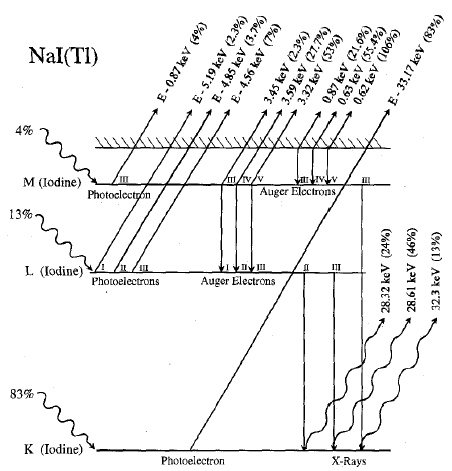 NaI(Tl)
E - 0.87 keV (4%)
E - 5.19 keV (2.3%)
E - 4.85 keV (3.7%)
E - 4.56 keV (7%)
3.45 keV (2.3%)
3.59 keV (27.7%)
3.32 keV (53%)
0.87 keV (21.6%)
0.63 keV (55.4%)
0.62 keV (106%)
E - 33.17 keV (83%)
4%
M (Iodine)
III
III IV V
III IV V
III
Photoelectron
Auger Electrons
13%
L (Iodine)
I II III
I II III
II III
Photoelectrons
Auger Electrons
28.32 keV (24%)
28.61 keV (46%)
32.3 keV (13%)
83%
K (Iodine)
Photoelectron
X-Rays